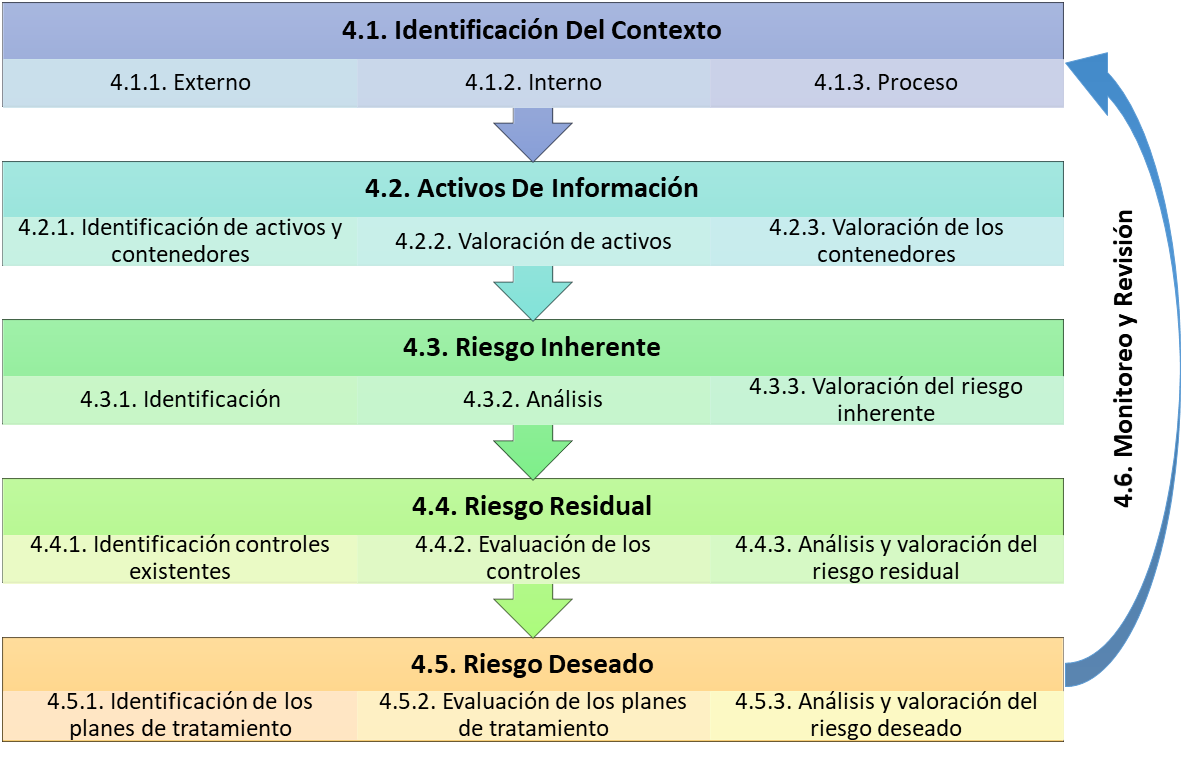 4.1. Identificación Del Contexto
4.1.1. Externo
4.1.2. Interno
4.1.3. Proceso
4.2. Activos De Información
4.2.1. Identificación de activos y
contenedores
4.2.2. Valoración de activos
4.2.3. Valoración de los
contenedores
4.3. Riesgo Inherente
4.3.1. Identificación
4.3.2. Análisis
4.3.3. Valoración del riesgo
inherente
4.4. Riesgo Residual
4.4.1. Identificación controles
existentes
4.4.2. Evaluación de los
controles
4.4.3. Análisis y valoración del
riesgo residual
4.5. Riesgo Deseado
4.5.1. Identificación de los
planes de tratamiento
4.5.2. Evaluación de los planes
de tratamiento
4.5.3. Análisis y valoración del
riesgo deseado
4.6. Monitoreo y Revisión